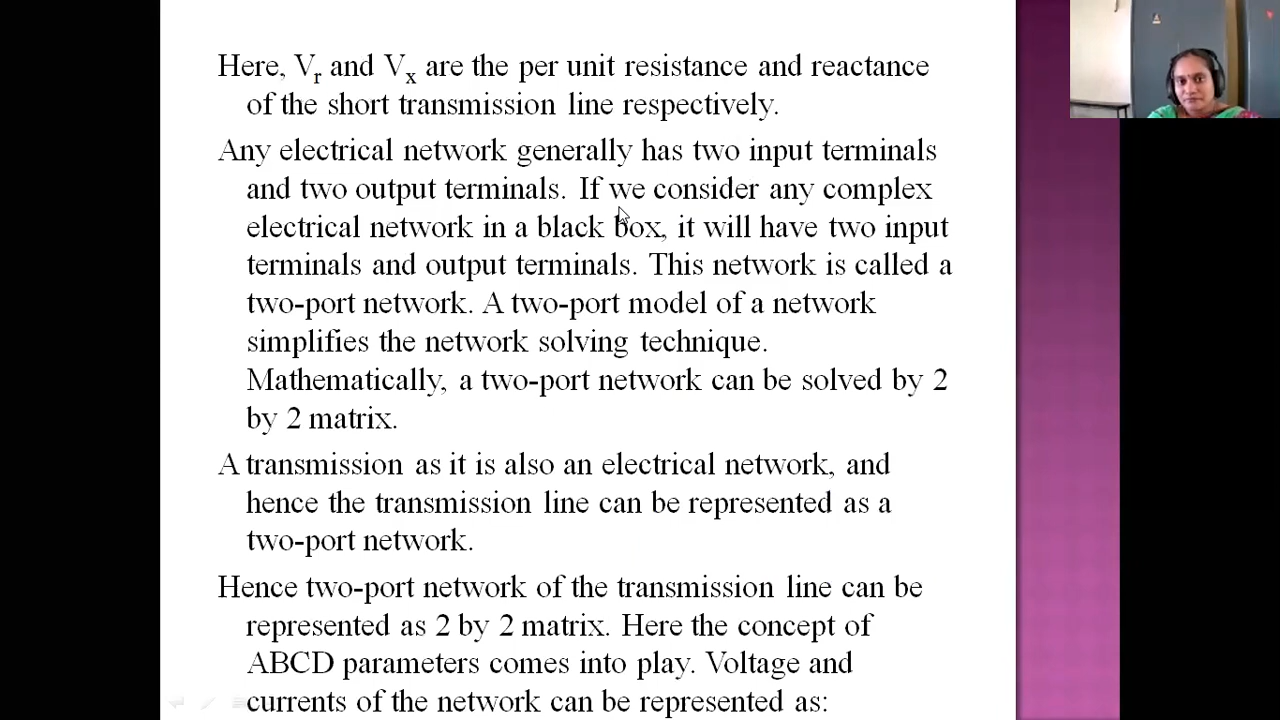 Here, Vr and Vx are the per unit resistance and reactance
of the short transmission line respectively.
Any electrical network generally has two input terminals
and two output terminals. If we consider any complex
electrical network in a black box, it will have two input
terminals and output terminals. This network is called a
two-port network. A two-port model of a network
simplifies the network solving technique.
Mathematically, a two-port network can be solved by 2
by 2 matrix.
A transmission as it is also an electrical network, and
hence the transmission line can be represented as a
two-port network.
Hence two-port network of the transmission line can be
represented as 2 by 2 matrix. Here the concept of
ABCD parameters comes into play. Voltage and
currents of the network can be represented as: